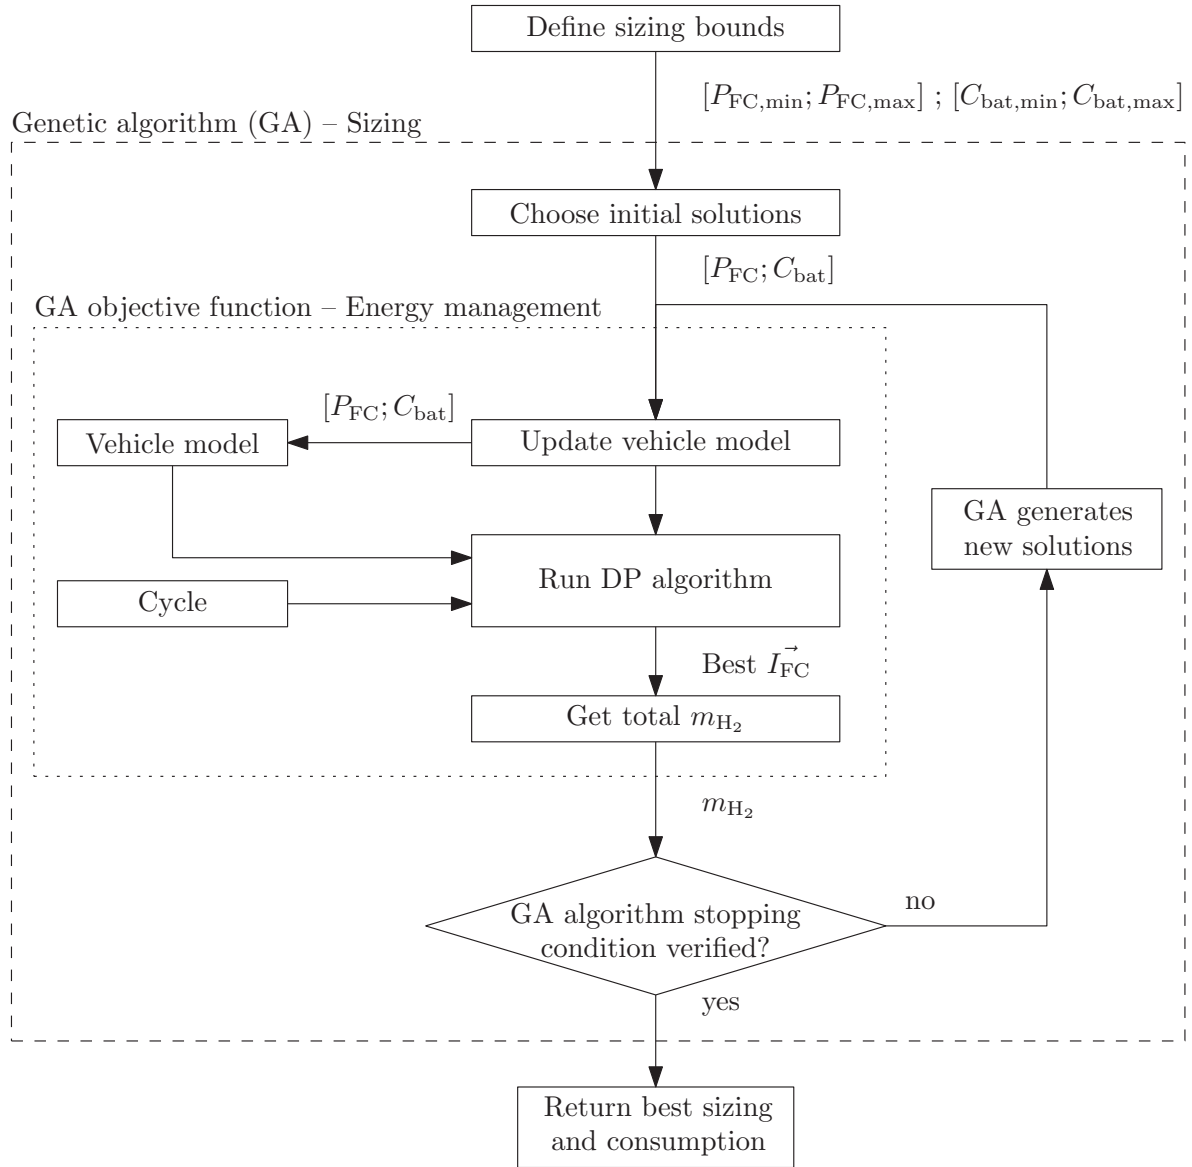 Define sizing bounds
[P_FC,min; P_FC,max] ; [C_bat,min; C_bat,max]
Genetic algorithm (GA) – Sizing
Choose initial solutions
[P_FC; C_bat]
GA objective function – Energy management
[P_FC; C_bat]
Vehicle model
Update vehicle model
GA generates
new solutions
Run DP algorithm
Cycle
Best I⃗_FC
Get total m_H₂
m_H₂
GA algorithm stopping
condition verified?
no
yes
Return best sizing
and consumption